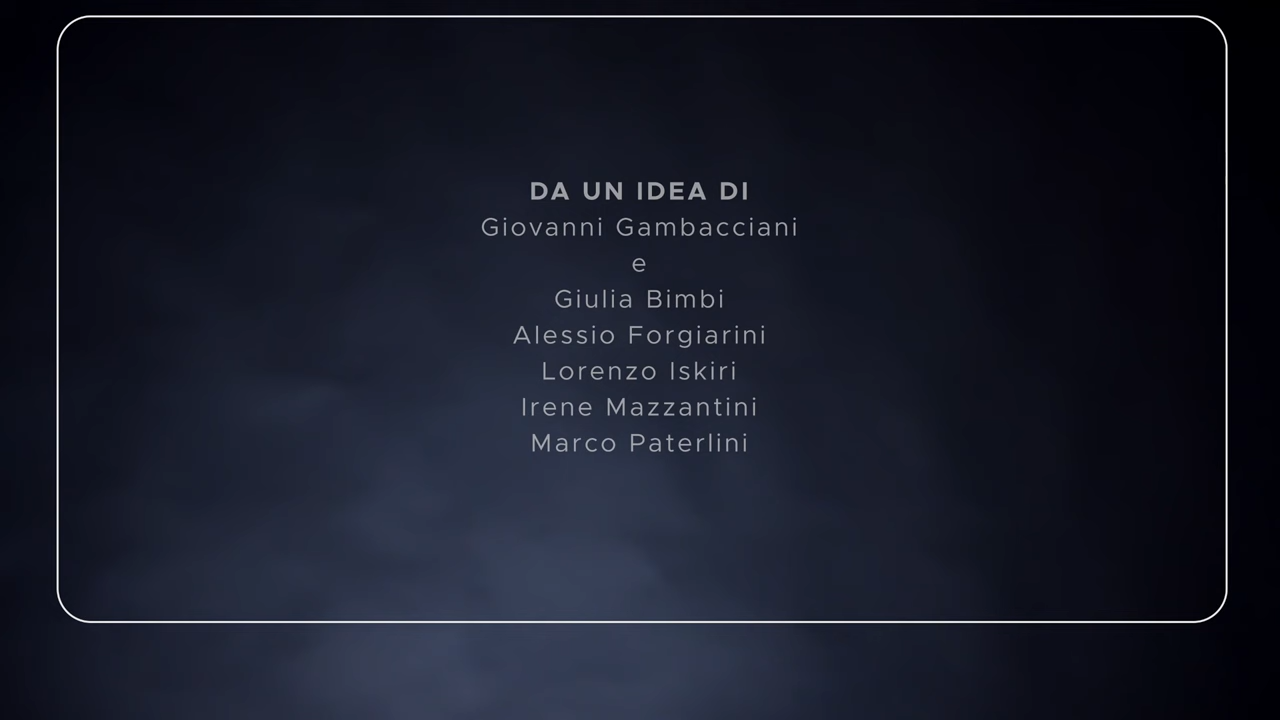 DA UN IDEA DI
Giovanni Gambacciani
e
Giulia Bimbi
Alessio Forgiarini
Lorenzo Iskiri
Irene Mazzantini
Marco Paterlini